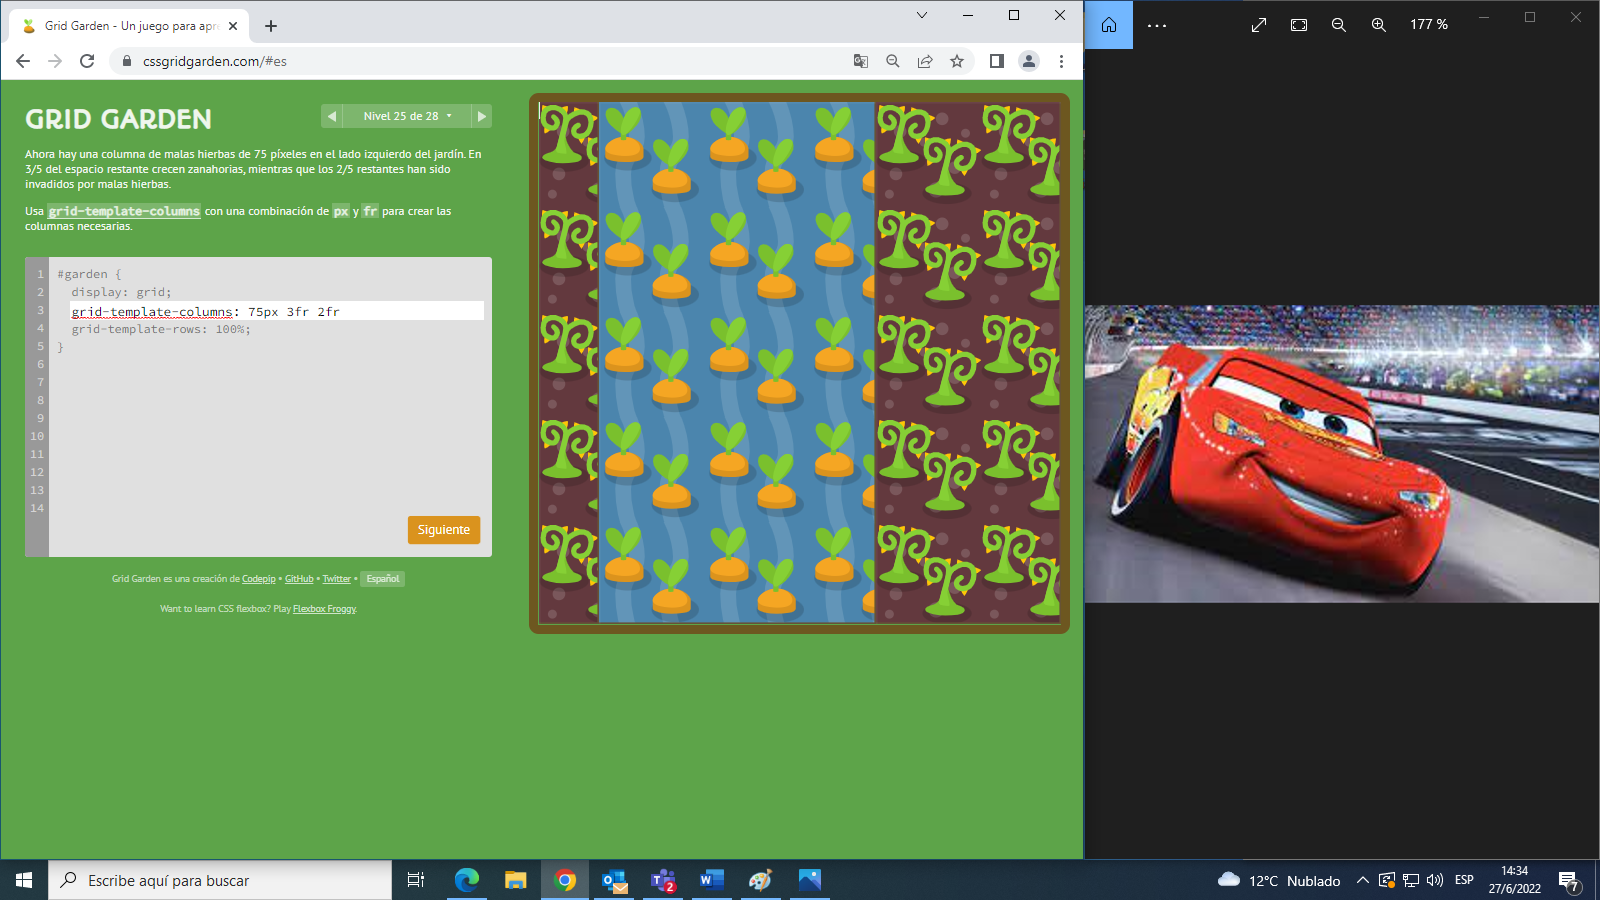 Grid Garden - Un juego para apre
cssgridgarden.com/#es
177 %
GRID GARDEN
Nivel 25 de 28
Ahora hay una columna de malas hierbas de 75 píxeles en el lado izquierdo del jardín. En
3/5 del espacio restante crecen zanahorias, mientras que los 2/5 restantes han sido
invadidos por malas hierbas.
Usa grid-template-columns con una combinación de px y fr para crear las
columnas necesarias.
1 #garden {
2 display: grid;
3 grid-template-columns: 75px 3fr 2fr
4 grid-template-rows: 100%;
5 }
6
7
8
9
10
11
12
13
14
Siguiente
Grid Garden es una creación de Codepip • GitHub • Twitter • Español
Want to learn CSS flexbox? Play Flexbox Froggy.
Escribe aquí para buscar
2
12°C Nublado
ESP
14:34
27/6/2022
7